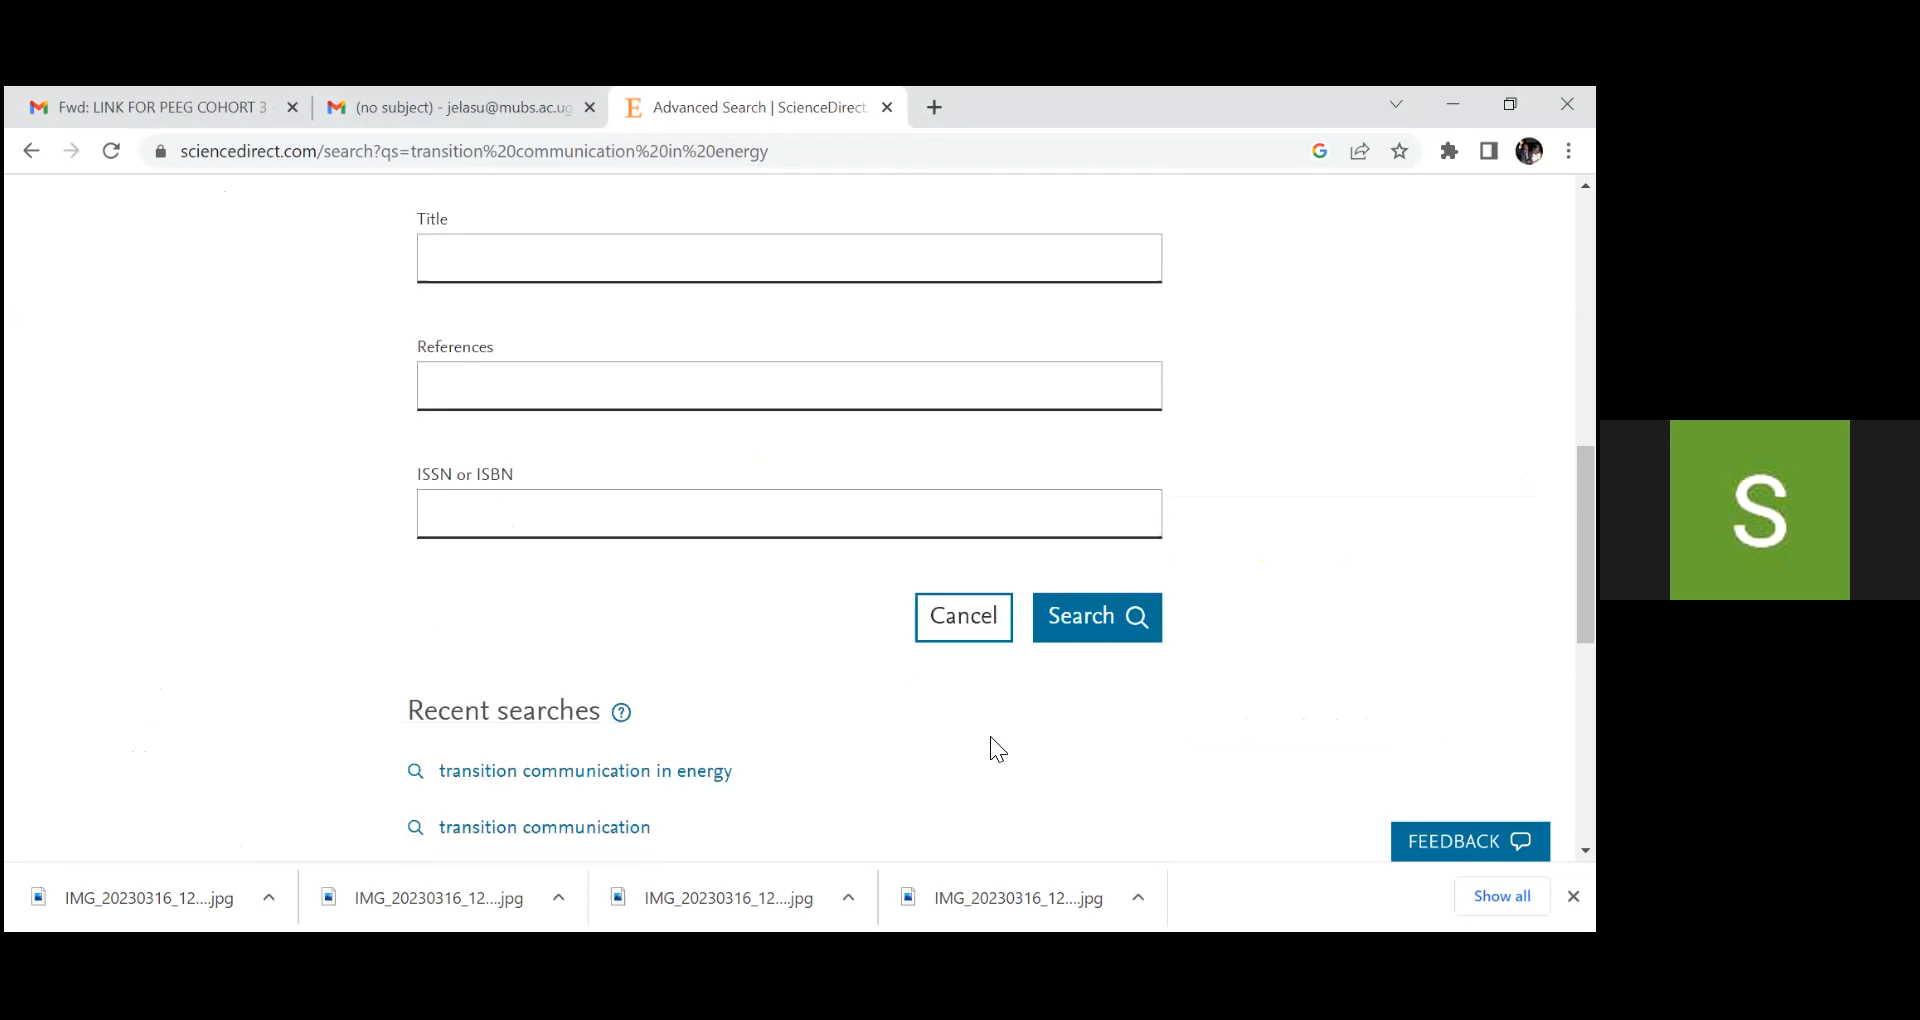 Fwd: LINK FOR PEEG COHORT 3
(no subject) - jelasu@mubs.ac.ug
Advanced Search | ScienceDirect
sciencedirect.com/search?qs=transition%20communication%20in%20energy
Title
References
ISSN or ISBN
Cancel
Search
Recent searches
transition communication in energy
transition communication
FEEDBACK
IMG_20230316_12....jpg
IMG_20230316_12....jpg
IMG_20230316_12....jpg
IMG_20230316_12....jpg
Show all
S